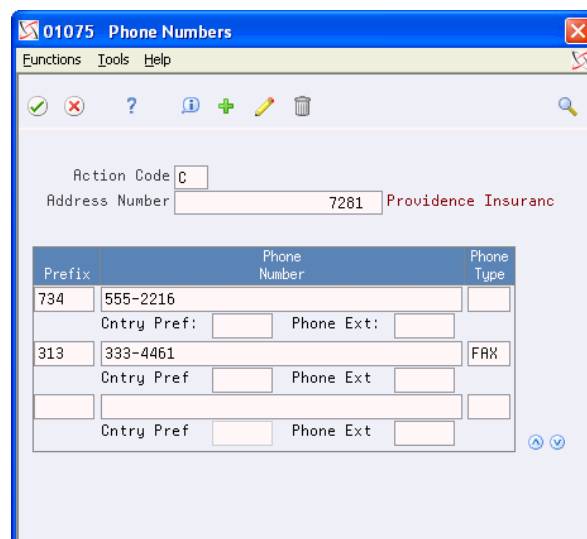 01075 Phone Numbers
Functions Tools Help
Action Code C
Address Number 7281 Providence Insuranc
Phone Phone
Prefix Number Type
734 555-2216
Cntry Pref: Phone Ext:
313 333-4461 FAX
Cntry Pref Phone Ext
Cntry Pref Phone Ext